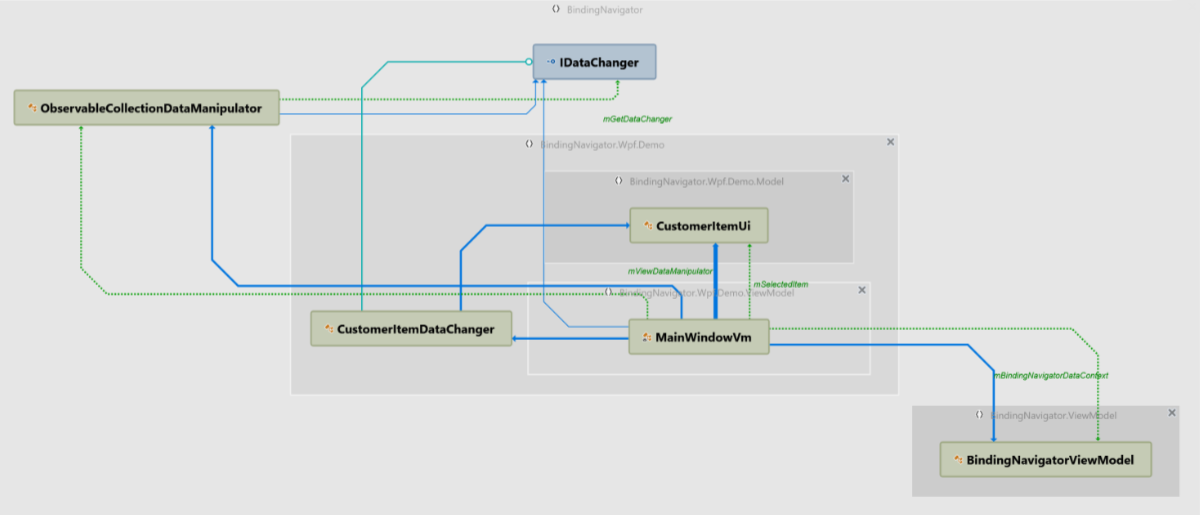 BindingNavigator
IDataChanger
ObservableCollectionDataManipulator
mGetDataChanger
BindingNavigator.Wpf.Demo
BindingNavigator.Wpf.Demo.Model
CustomerItemUi
mViewDataManipulator
mSelectedItem
BindingNavigator.Wpf.Demo.ViewModel
CustomerItemDataChanger
MainWindowVm
mBindingNavigatorDataContext
BindingNavigator.ViewModel
BindingNavigatorViewModel